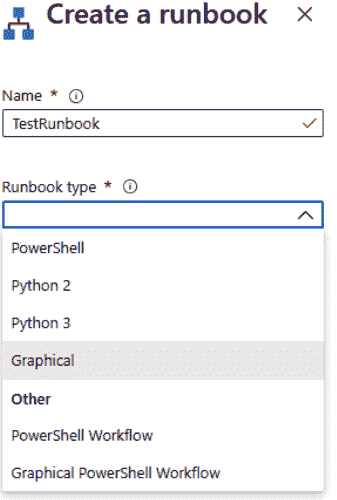 Create a runbook
Name *
TestRunbook
Runbook type *
PowerShell
Python 2
Python 3
Graphical
Other
PowerShell Workflow
Graphical PowerShell Workflow